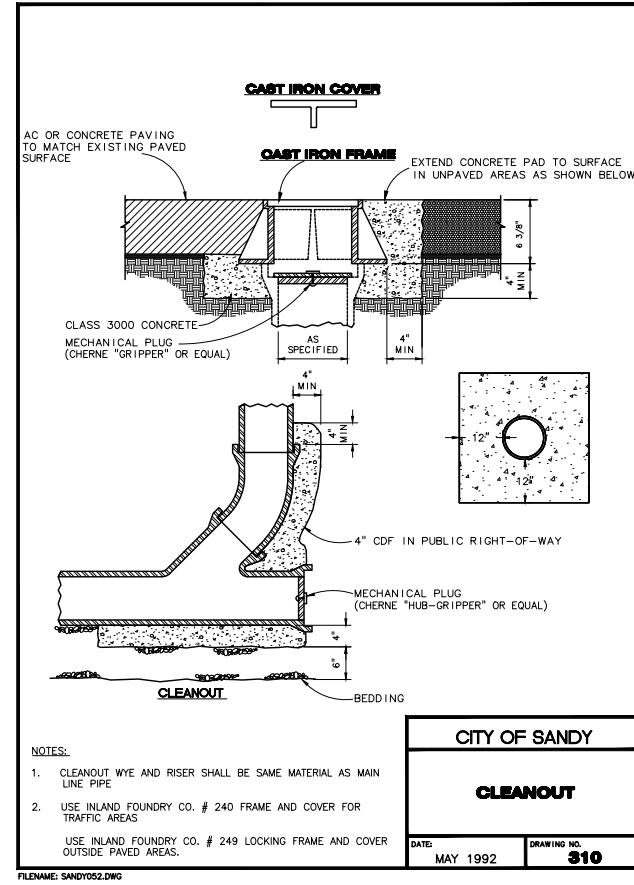 CAST IRON COVER
AC OR CONCRETE PAVING
TO MATCH EXISTING PAVED
SURFACE
CAST IRON FRAME
EXTEND CONCRETE PAD TO SURFACE
IN UNPAVED AREAS AS SHOWN BELOW
6 3/8"
4"
MIN
CLASS 3000 CONCRETE
MECHANICAL PLUG
(CHERNE "GRIPPER" OR EQUAL)
AS
SPECIFIED
4"
MIN
4"
MIN
4"
MIN
12"
12"
4" CDF IN PUBLIC RIGHT-OF-WAY
MECHANICAL PLUG
(CHERNE "HUB-GRIPPER" OR EQUAL)
4"
6"
CLEANOUT
BEDDING
NOTES:
1. CLEANOUT WYE AND RISER SHALL BE SAME MATERIAL AS MAIN
LINE PIPE
2. USE INLAND FOUNDRY CO. # 240 FRAME AND COVER FOR
TRAFFIC AREAS
USE INLAND FOUNDRY CO. # 249 LOCKING FRAME AND COVER
OUTSIDE PAVED AREAS.
CITY OF SANDY
CLEANOUT
DATE:
MAY 1992
DRAWING NO.
310
FILENAME: SANDY052.DWG